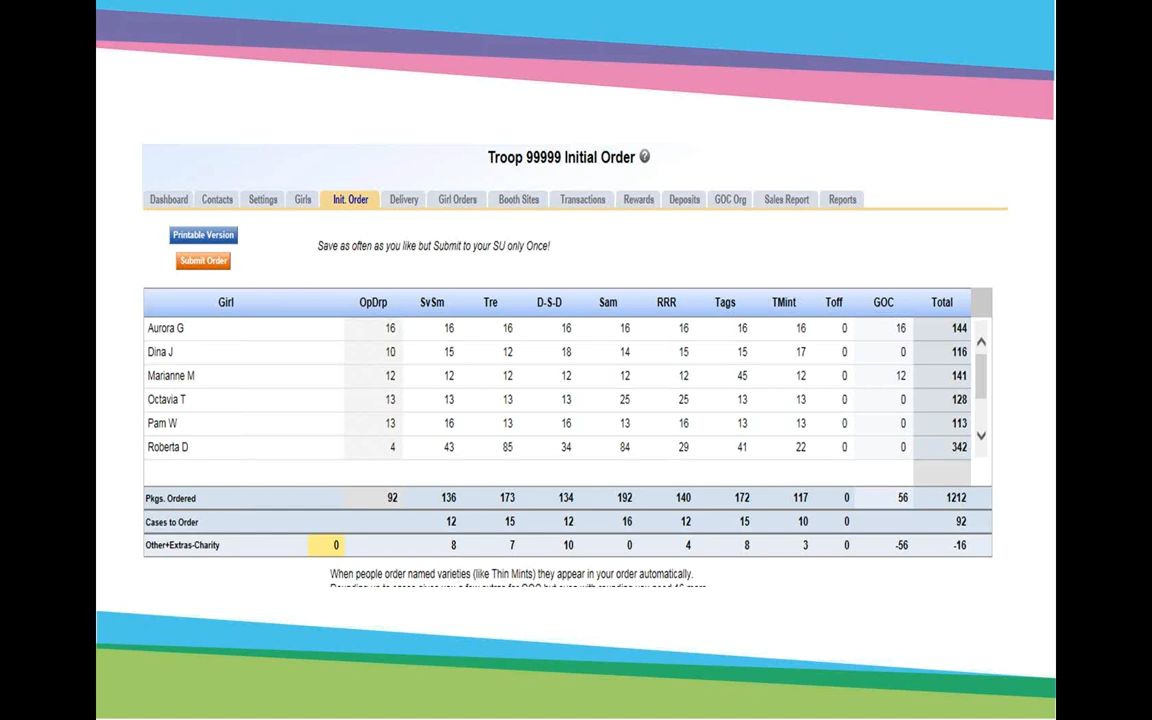 Troop 99999 Initial Order ?
Dashboard Contacts Settings Girls Init. Order Delivery Girl Orders Booth Sites Transactions Rewards Deposits GOC Org Sales Report Reports
Printable Version
Save as often as you like but Submit to your SU only Once!
Submit Order
Girl OpDrp SvSm Tre D-S-D Sam RRR Tags TMint Toff GOC Total
Aurora G 16 16 16 16 16 16 16 16 0 16 144
Dina J 10 15 12 18 14 15 15 17 0 0 116
Marianne M 12 12 12 12 12 12 45 12 0 12 141
Octavia T 13 13 13 13 25 25 13 13 0 0 128
Pam W 13 16 13 16 13 16 13 13 0 0 113
Roberta D 4 43 85 34 84 29 41 22 0 0 342
Pkgs. Ordered 92 136 173 134 192 140 172 117 0 56 1212
Cases to Order 12 15 12 16 12 15 10 0 92
Other+Extras-Charity 0 8 7 10 0 4 8 3 0 -56 -16
When people order named varieties (like Thin Mints) they appear in your order automatically.